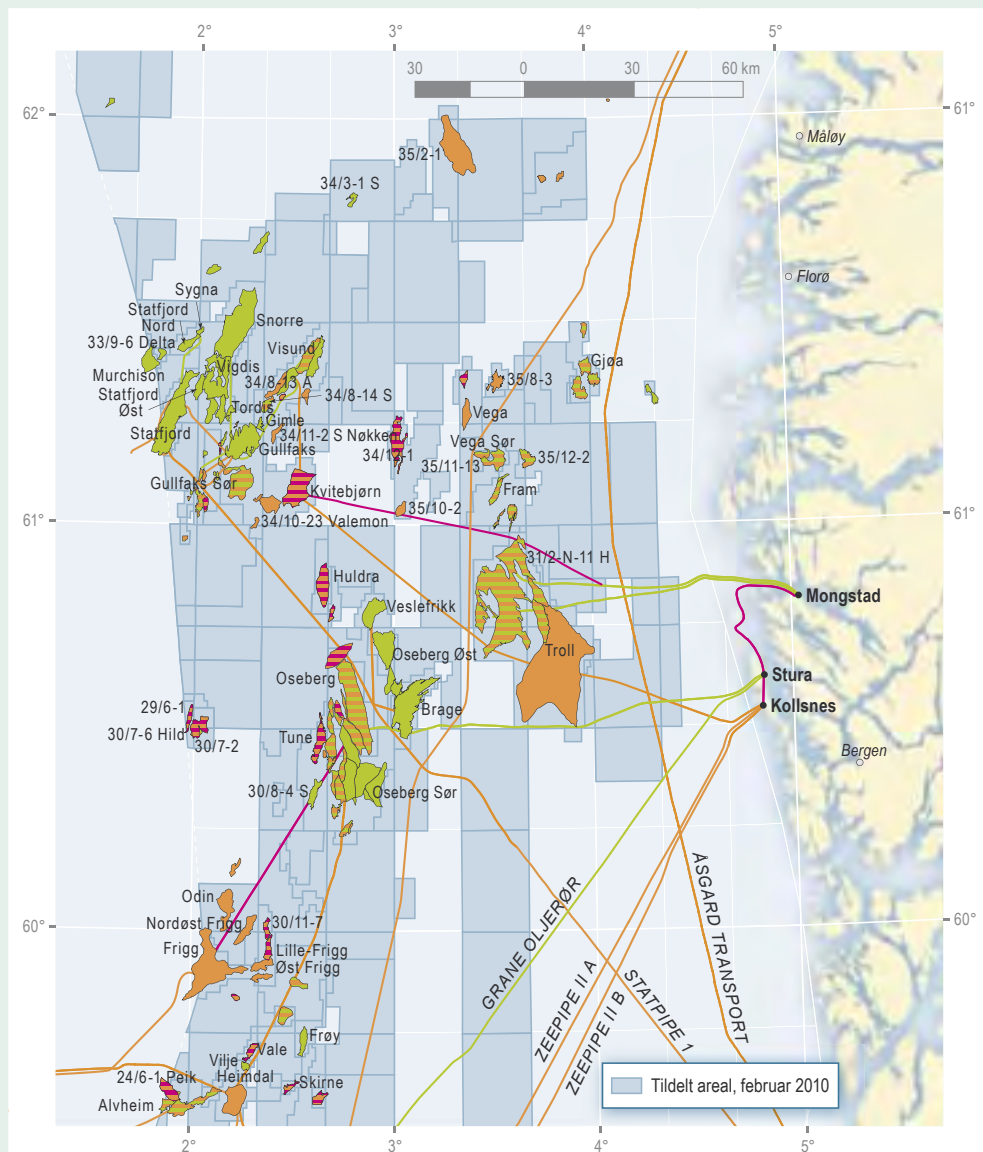 2°
3°
4°
5°
30
0
30
60 km
62°
61°
Måløy
35/2-1
34/3-1 S
Florø
Sygna
Statfjord
Nord
Snorre
33/9-6 Delta
Visund
Vigdis
Gjøa
Murchison
34/8-13 A
35/8-3
Statfjord
Øst
34/8-14 S
Tordis
Vega
Gimle
Statfjord
34/11-2 S Nøkken
Vega Sør
Gullfaks
34/11-1
35/11-13
35/12-2
Gullfaks Sør
Kvitebjørn
Fram
35/10-2
61°
34/10-23 Valemon
61°
31/2-N-11 H
Huldra
Mongstad
Veslefrikk
Oseberg Øst
Troll
Oseberg
Stura
29/6-1
Brage
Kollsnes
30/7-6 Hild
30/7-2
Tune
Bergen
30/8-4 S
Oseberg Sør
Odin
ÅSGARD TRANSPORT
GRANE OLJERØR
Nordøst Frigg
30/11-7
60°
60°
Frigg
Lille-Frigg
Øst Frigg
ZEEPIPE II A
STATPIPE 1
ZEEPIPE II B
Frøy
Vale
Vilje
24/6-1 Peik
Heimdal
Skirne
Alvheim
Tildelt areal, februar 2010
2°
3°
4°
5°